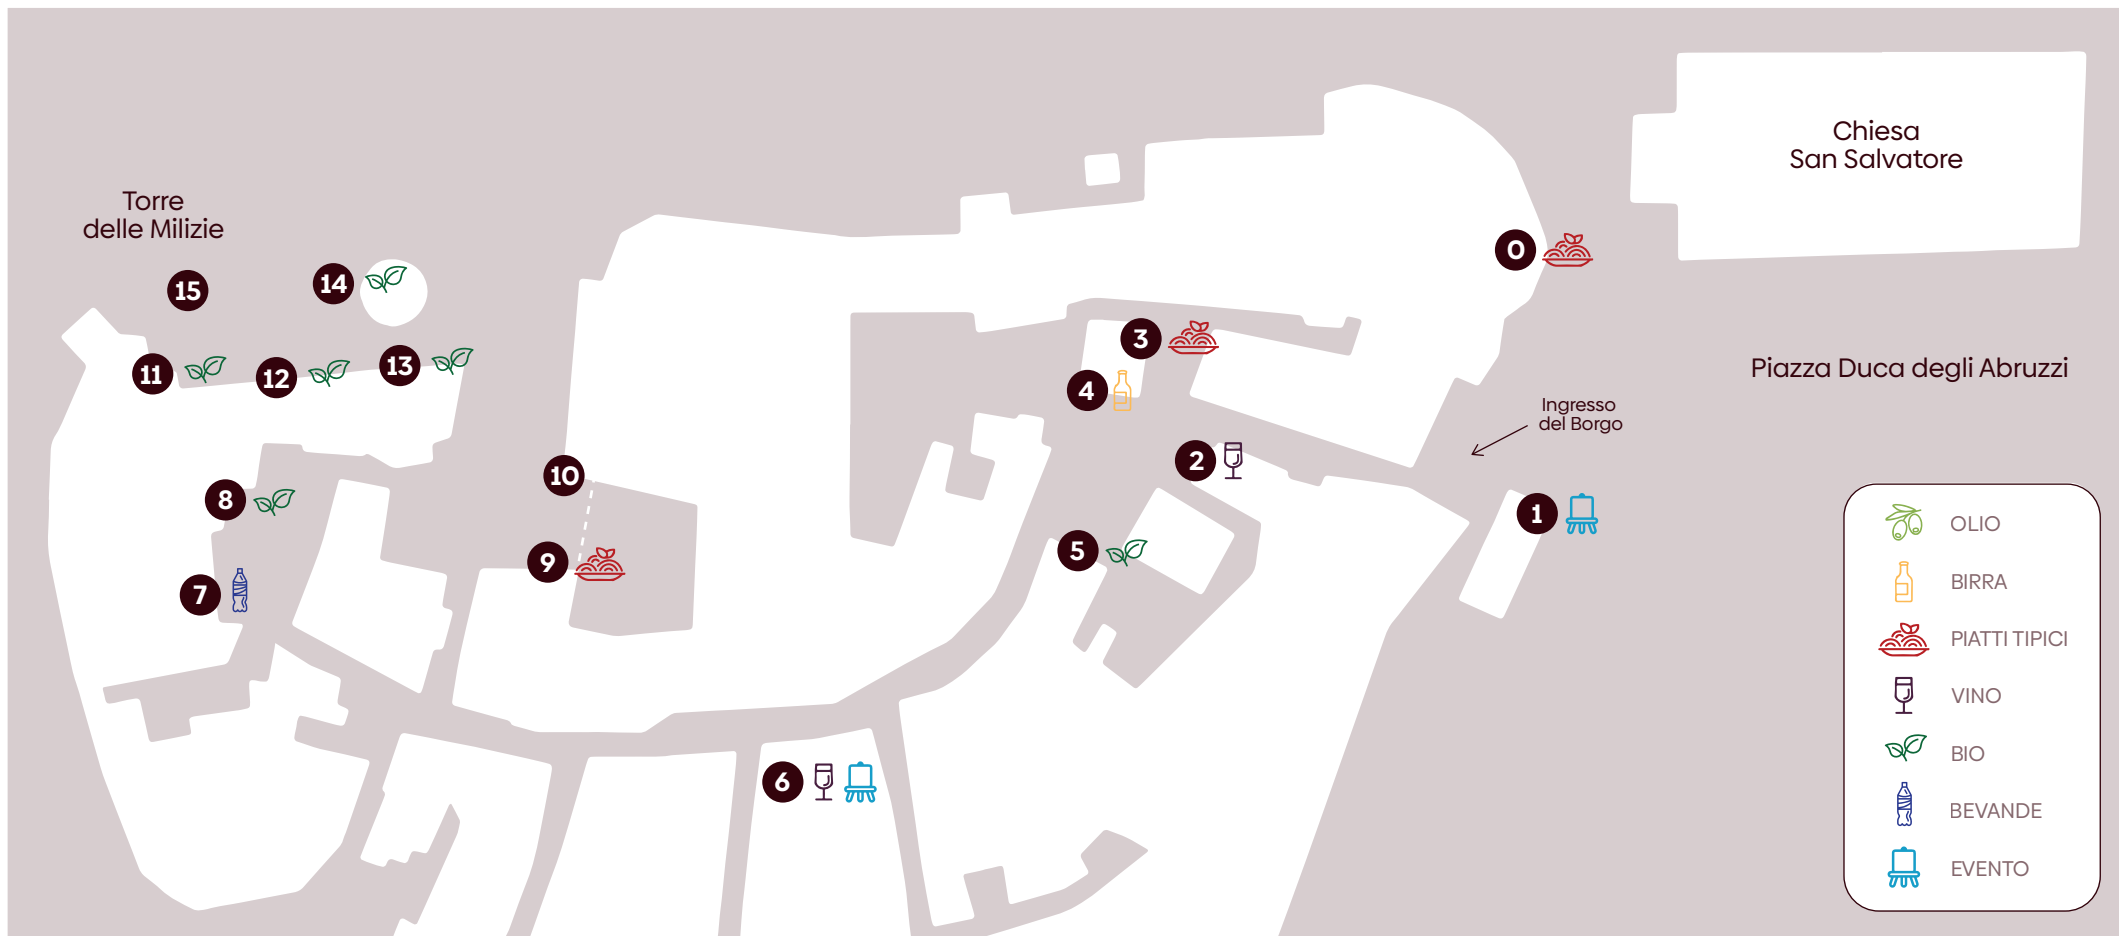 Chiesa
San Salvatore
Torre
delle Milizie
0
15
14
3
11
12
13
Piazza Duca degli Abruzzi
4
Ingresso
del Borgo
2
10
8
1
OLIO
5
9
7
BIRRA
PIATTI TIPICI
VINO
BIO
6
BEVANDE
EVENTO